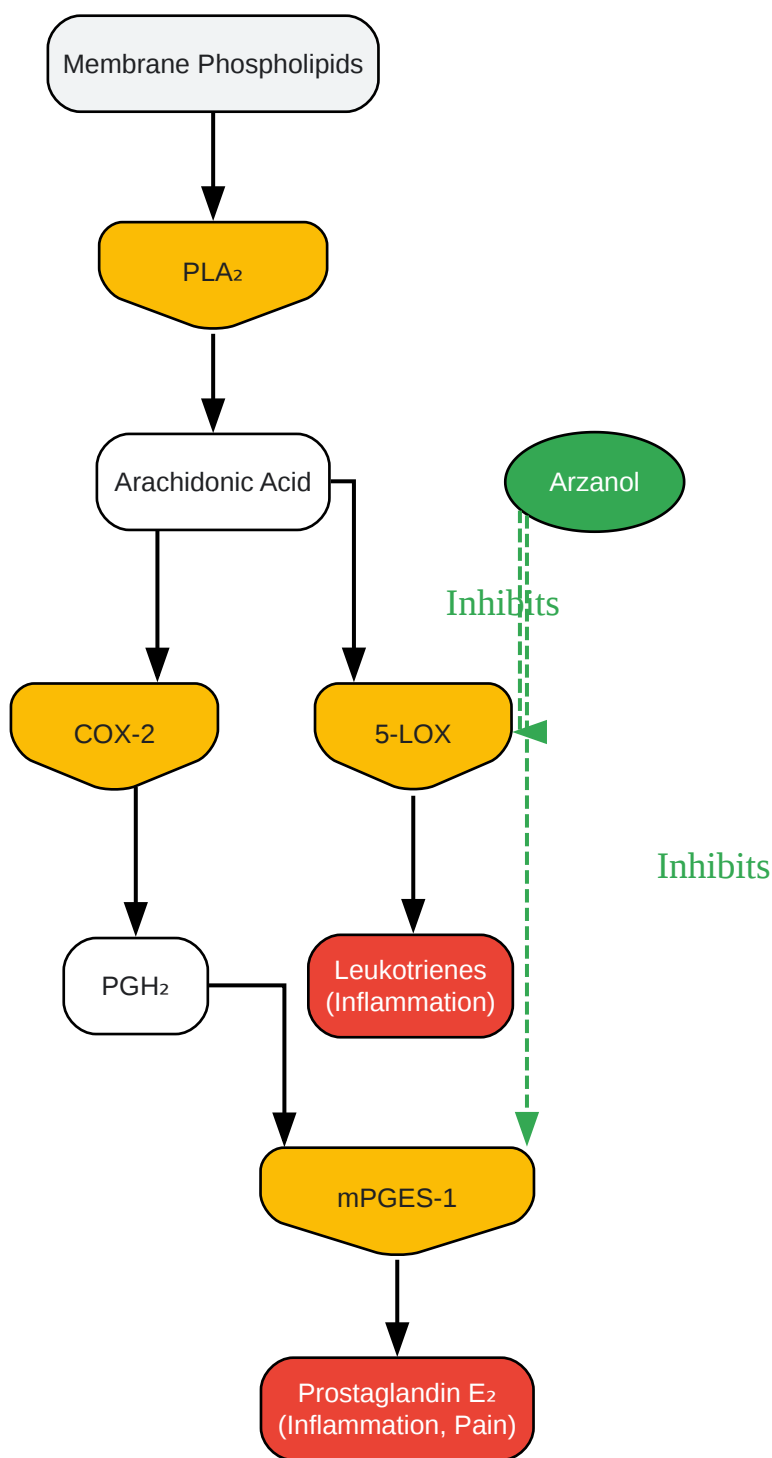 Membrane Phospholipids
PLA₂
Arachidonic Acid
Arzanol
Inhibits
COX-2
5-LOX
Inhibits
PGH₂
Leukotrienes
(Inflammation)
mPGES-1
Prostaglandin E₂
(Inflammation, Pain)